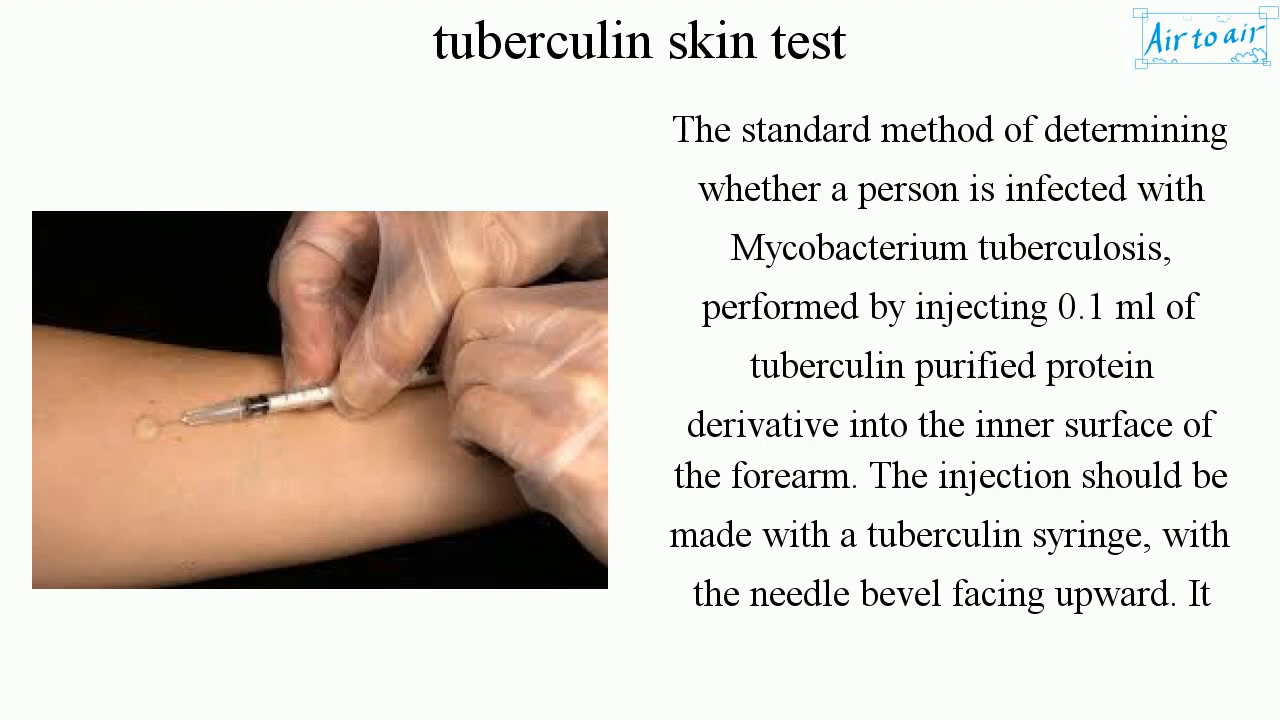 tuberculin skin test
Air to air
The standard method of determining
whether a person is infected with
Mycobacterium tuberculosis,
performed by injecting 0.1 ml of
tuberculin purified protein
derivative into the inner surface of
the forearm. The injection should be
made with a tuberculin syringe, with
the needle bevel facing upward. It